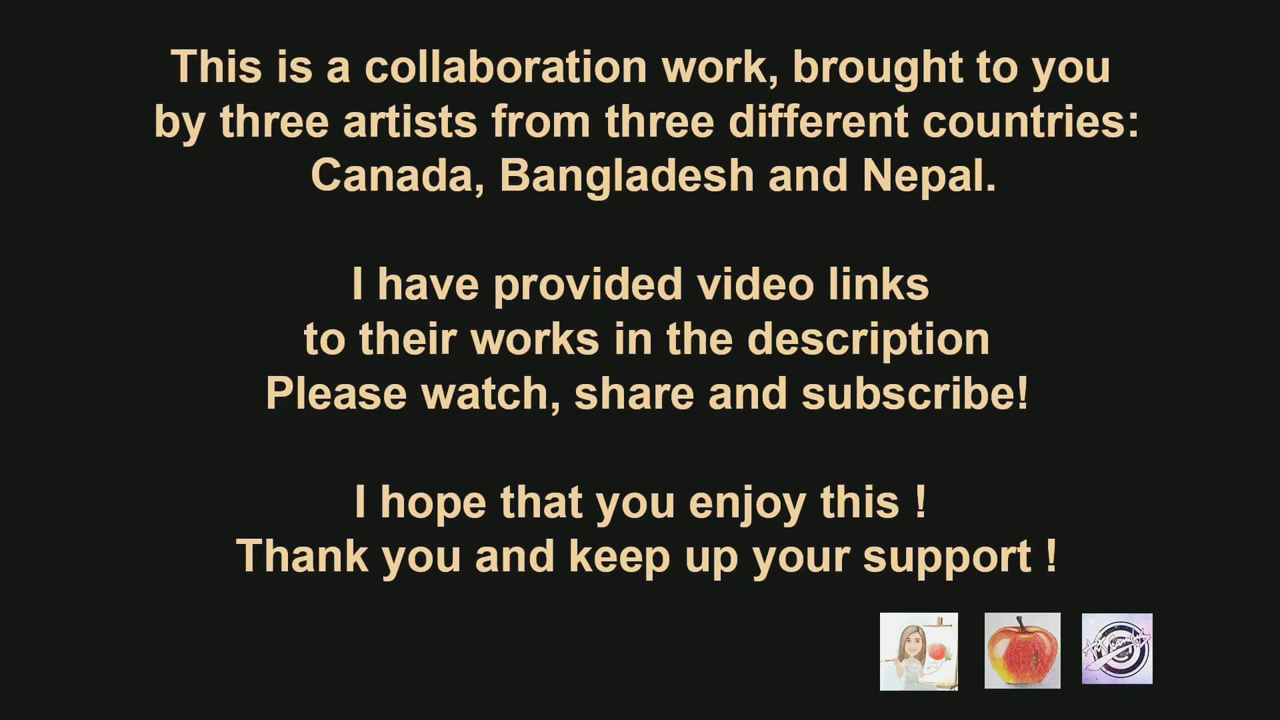 This is a collaboration work, brought to you
by three artists from three different countries:
Canada, Bangladesh and Nepal.
I have provided video links
to their works in the description
Please watch, share and subscribe!
I hope that you enjoy this !
Thank you and keep up your support !